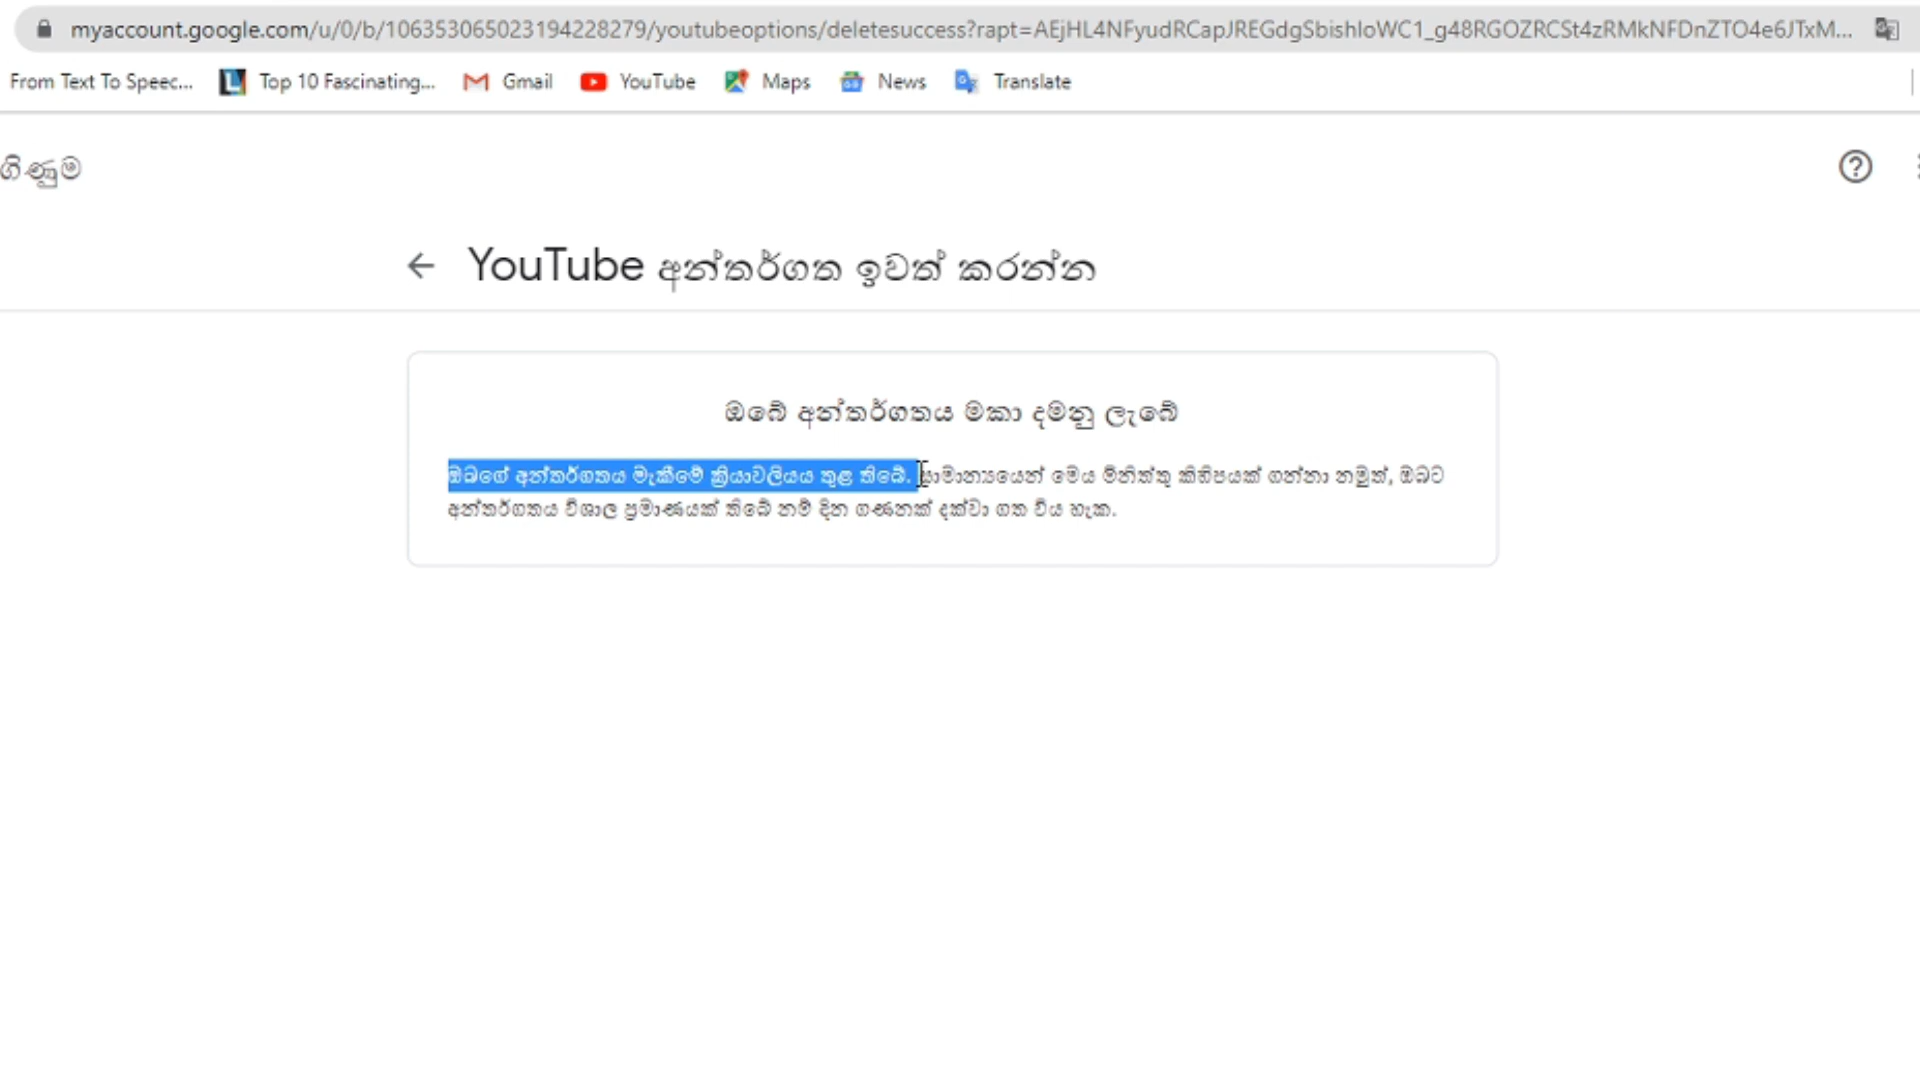 myaccount.google.com/u/0/b/106353065023194228279/youtubeoptions/deletesuccess?rapt=AEjHL4NFyudRCapJREGdgSbishIoWC1_g48RGOZRCSt4zRMkNFDnZTO4e6JTxM...
From Text To Speec... Top 10 Fascinating... Gmail YouTube Maps News Translate
ගිණුම
YouTube අන්තර්ගත ඉවත් කරන්න
ඔබේ අන්තර්ගතය මකා දමනු ලැබේ
ඔබගේ අන්තර්ගතය මැකීමේ ක්‍රියාවලියය තුළ තිබේ. සාමාන්‍යයෙන් මෙය මිනිත්තු කිහිපයක් ගන්නා නමුත්, ඔබට
අන්තර්ගතය විශාල ප්‍රමාණයක් තිබේ නම් දින ගණනක් දක්වා ගත විය හැක.